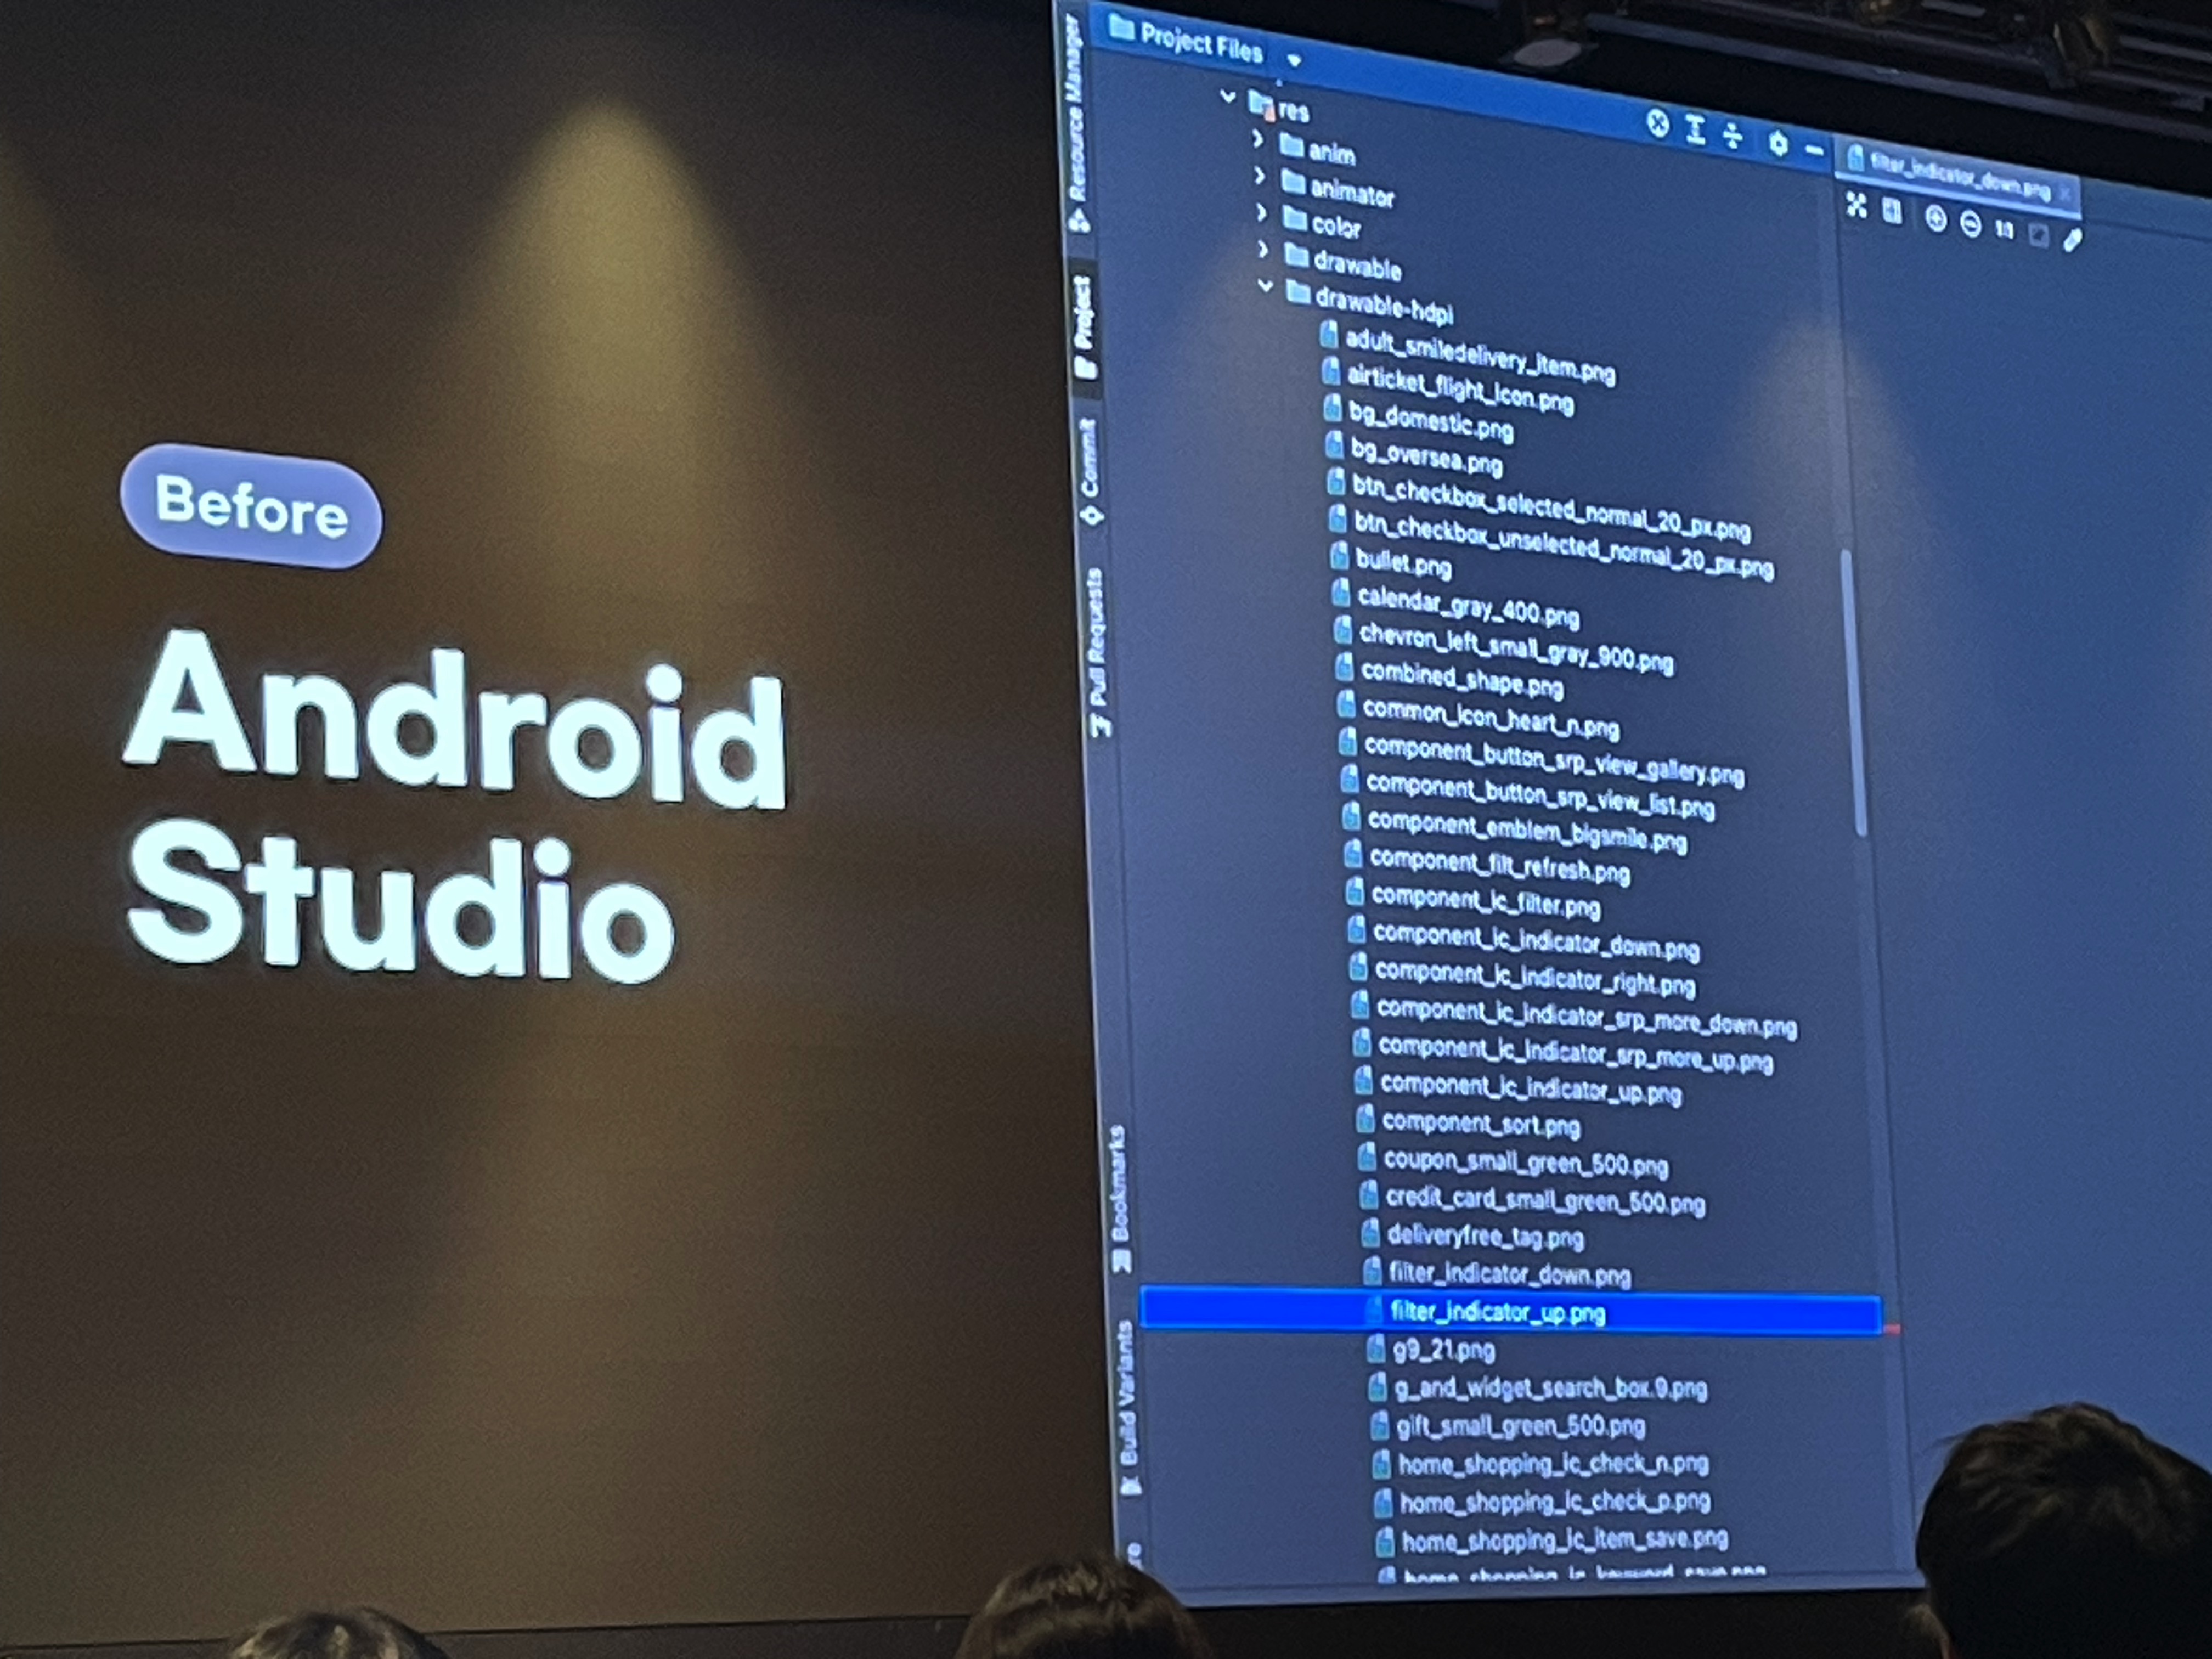 Before
Android
Studio
Resource Manager
Project
Commit
Pull Requests
Bookmarks
Build Variants
Project Files
res
anim
animator
color
drawable
drawable-hdpi
adult_smiledelivery_item.png
airticket_flight_icon.png
bg_domestic.png
bg_oversea.png
btn_checkbox_selected_normal_20_px.png
btn_checkbox_unselected_normal_20_px.png
bullet.png
calendar_gray_400.png
chevron_left_small_gray_900.png
combined_shape.png
common_icon_heart_n.png
component_button_srp_view_gallery.png
component_button_srp_view_list.png
component_emblem_bigsmile.png
component_filt_refresh.png
component_ic_filter.png
component_ic_indicator_down.png
component_ic_indicator_right.png
component_ic_indicator_srp_more_down.png
component_ic_indicator_srp_more_up.png
component_ic_indicator_up.png
component_sort.png
coupon_small_green_500.png
credit_card_small_green_500.png
deliveryfree_tag.png
filter_indicator_down.png
filter_indicator_up.png
g9_21.png
g_and_widget_search_box.9.png
gift_small_green_500.png
home_shopping_ic_check_n.png
home_shopping_ic_check_p.png
home_shopping_ic_item_save.png
filter_indicator_down.png
1:1